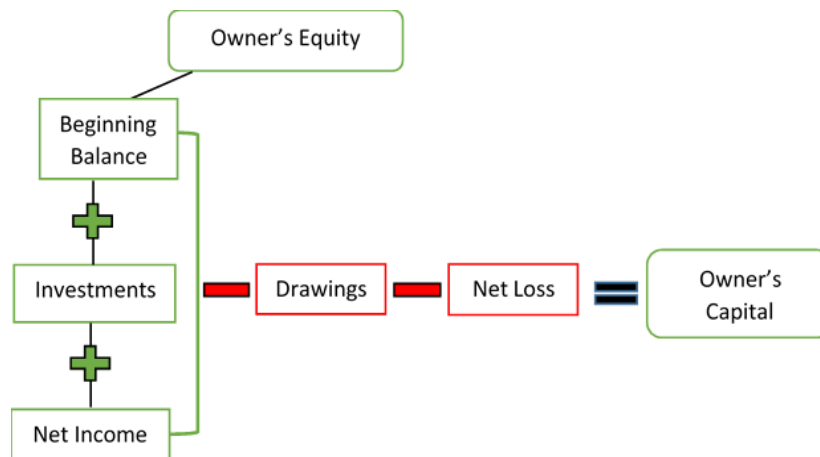 Owner’s Equity
Beginning
Balance
Investments
Drawings
Net Loss
Owner’s
Capital
Net Income